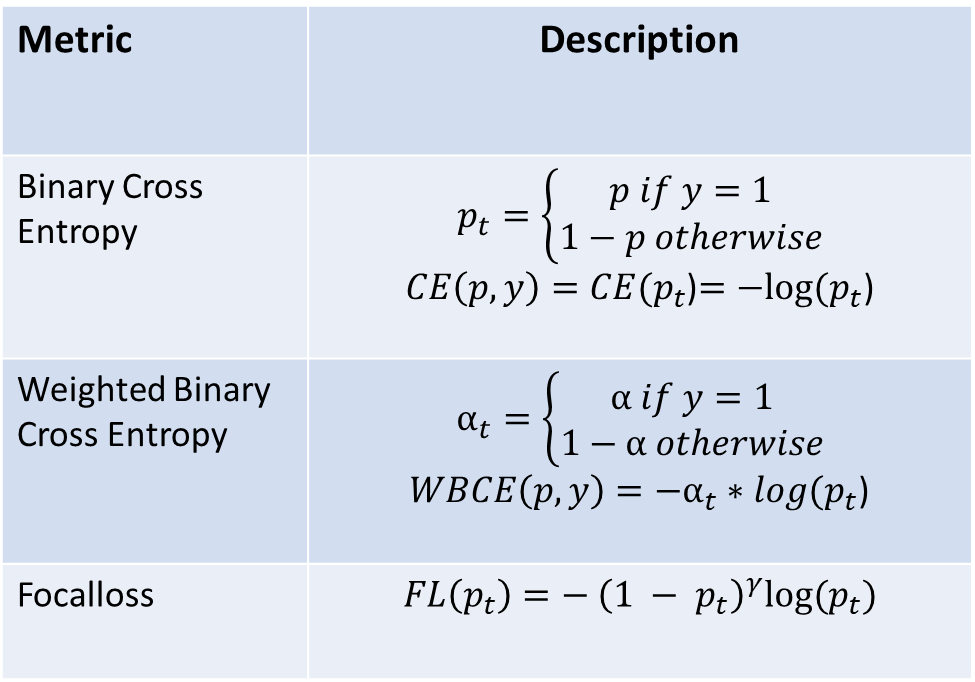 Metric
Description
Binary Cross
Entropy
p_t = { p if y = 1
1 − p otherwise
CE(p, y) = CE(p_t)= −log(p_t)
Weighted Binary
Cross Entropy
α_t = { α if y = 1
1 − α otherwise
WBCE(p, y) = −α_t ∗ log(p_t)
Focalloss
FL(p_t) = − (1 − p_t)^γ log(p_t)